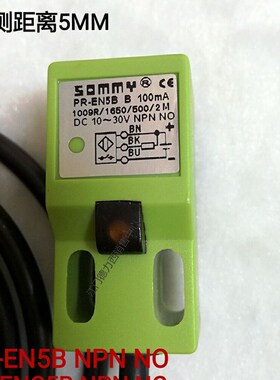 测距离5MM
SOMMY ®
PR-EN5B B 100mA
1009R/1650/500/2M
DC 10～30V NPN NO
BN
BK
BU
CE
-EN5B NPN NO